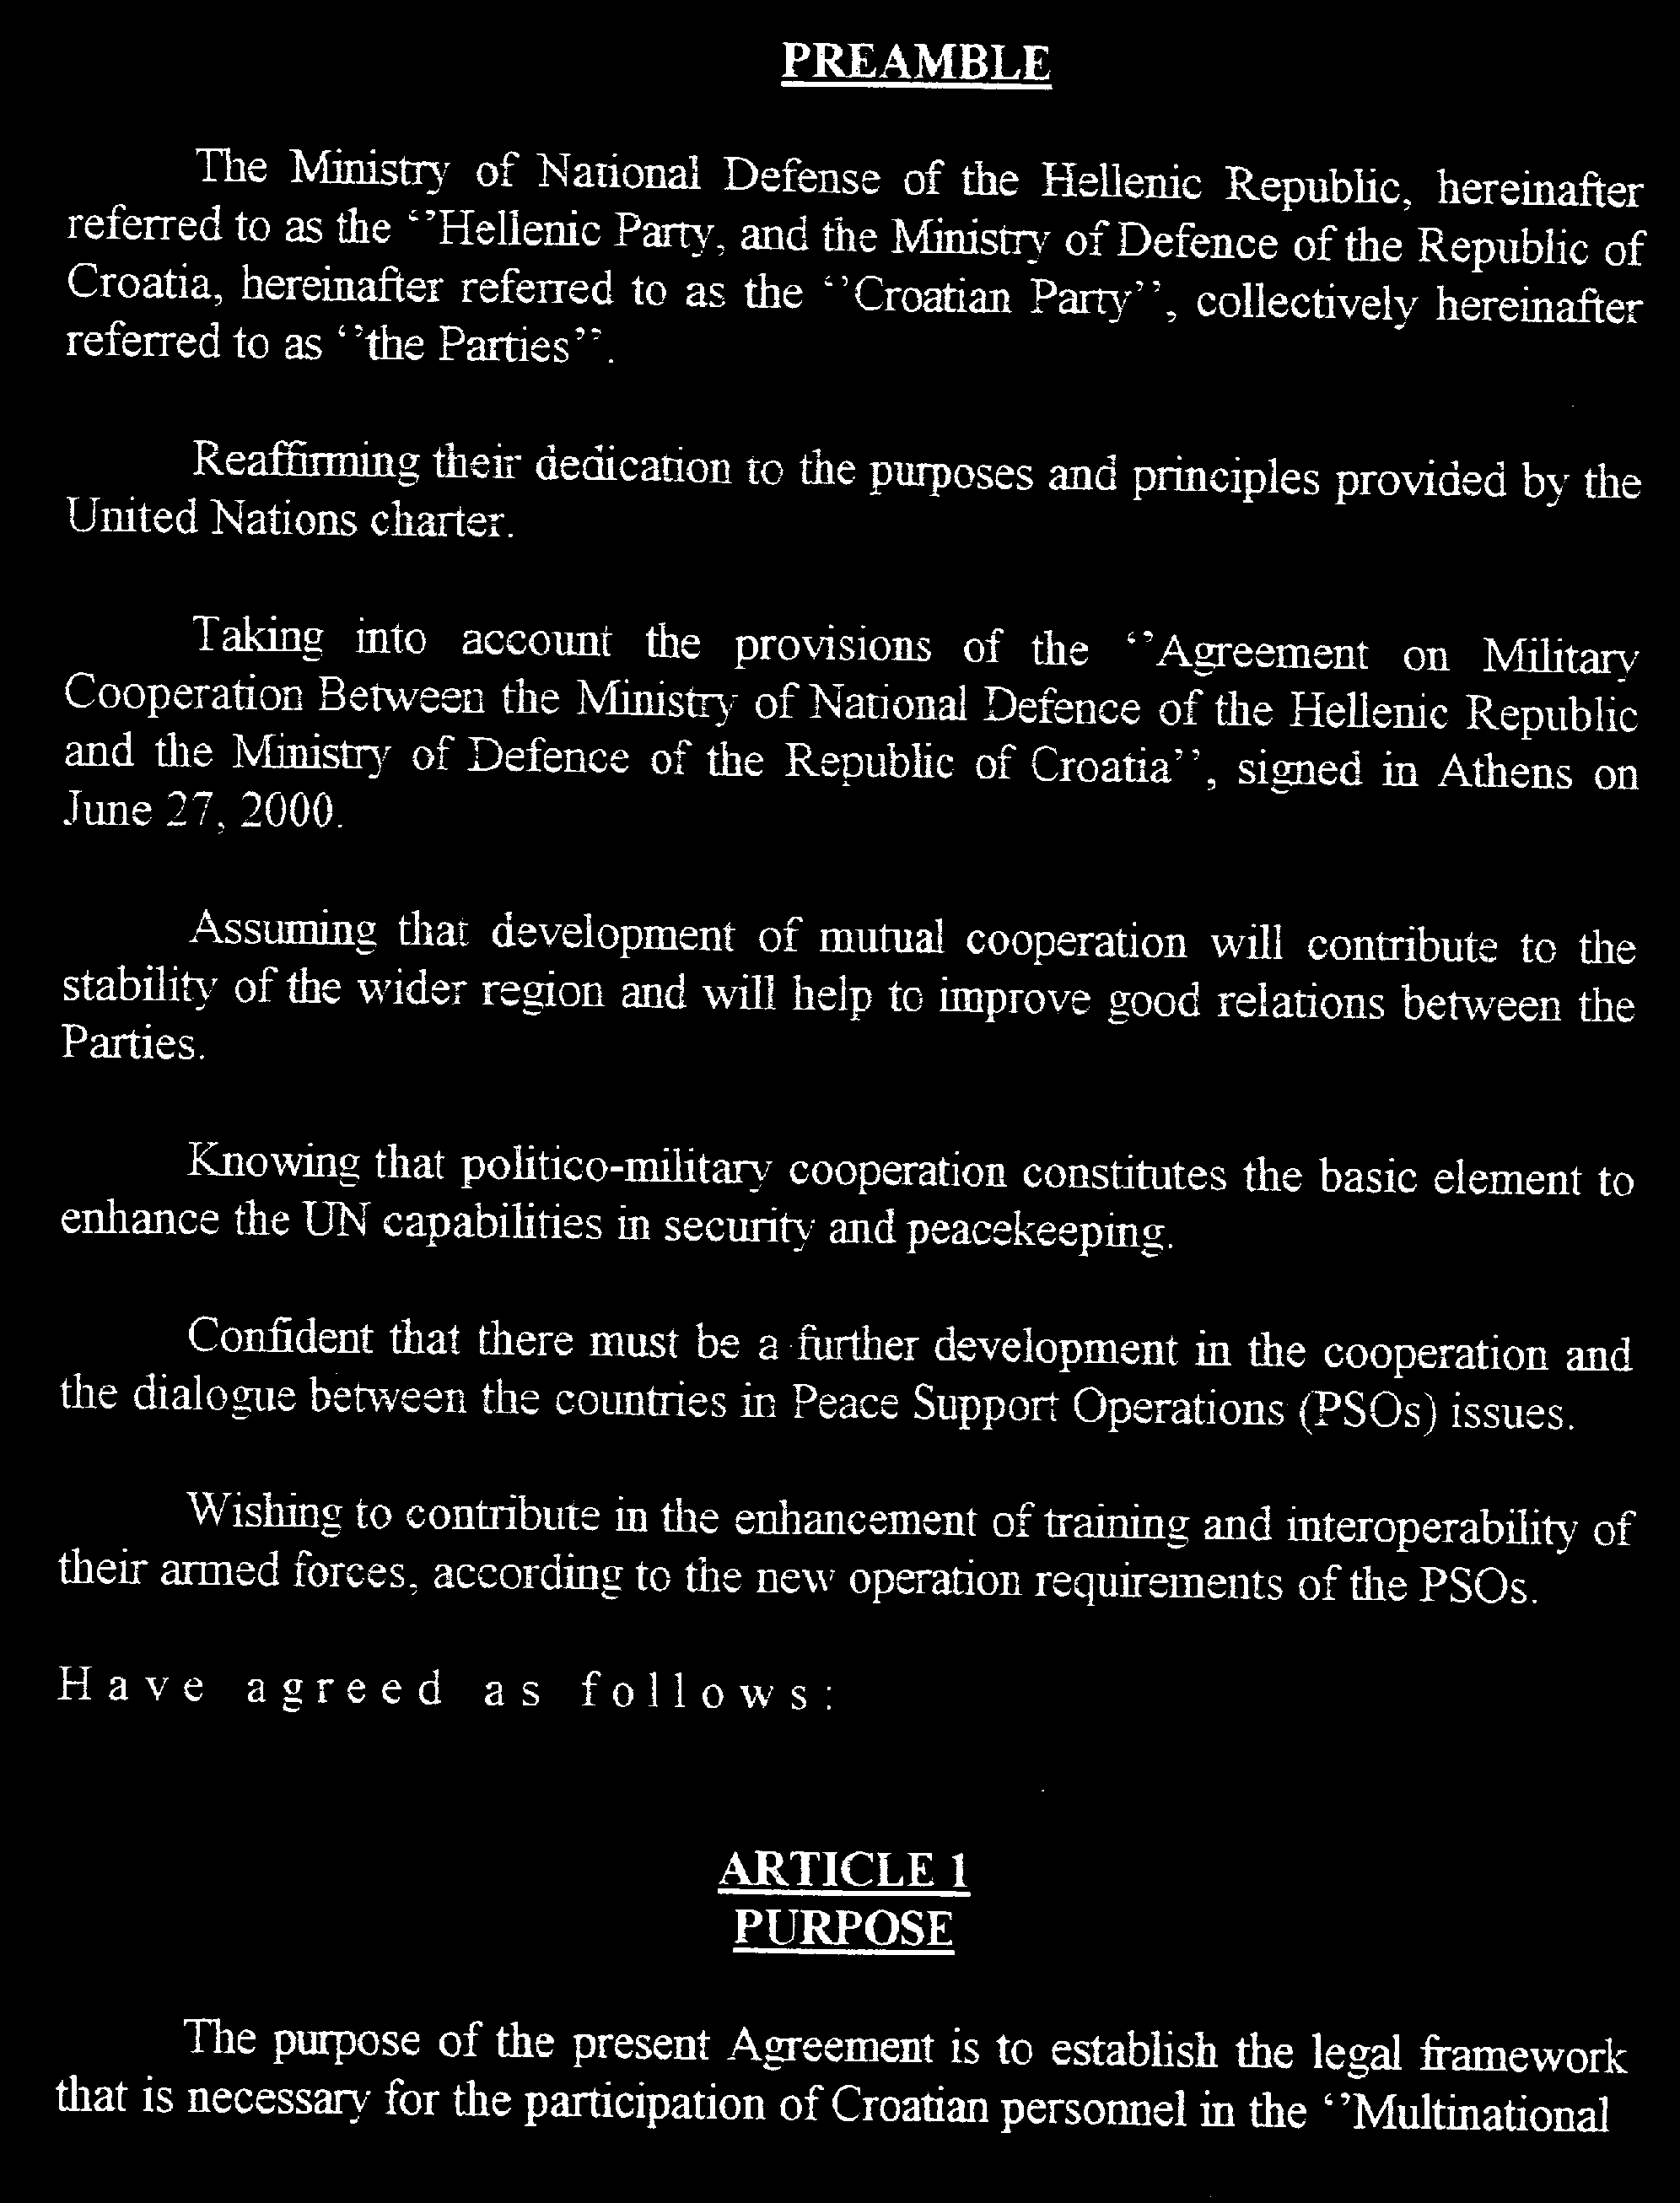 PREAMBLE
The Ministry of National Defense of the Hellenic Republic, hereinafter
referred to as the ‘’Hellenic Party, and the Ministry of Defence of the Republic of
Croatia, hereinafter referred to as the ‘’Croatian Party’’, collectively hereinafter
referred to as ‘’the Parties’’.
Reaffirming their dedication to the purposes and principles provided by the
United Nations charter.
Taking into account the provisions of the ‘’Agreement on Military
Cooperation Between the Ministry of National Defence of the Hellenic Republic
and the Ministry of Defence of the Republic of Croatia’’, signed in Athens on
June 27, 2000.
Assuming that development of mutual cooperation will contribute to the
stability of the wider region and will help to improve good relations between the
Parties.
Knowing that politico-military cooperation constitutes the basic element to
enhance the UN capabilities in security and peacekeeping.
Confident that there must be a further development in the cooperation and
the dialogue between the countries in Peace Support Operations (PSOs) issues.
Wishing to contribute in the enhancement of training and interoperability of
their armed forces, according to the new operation requirements of the PSOs.
Have agreed as follows:
ARTICLE 1
PURPOSE
The purpose of the present Agreement is to establish the legal framework
that is necessary for the participation of Croatian personnel in the ‘’Multinational